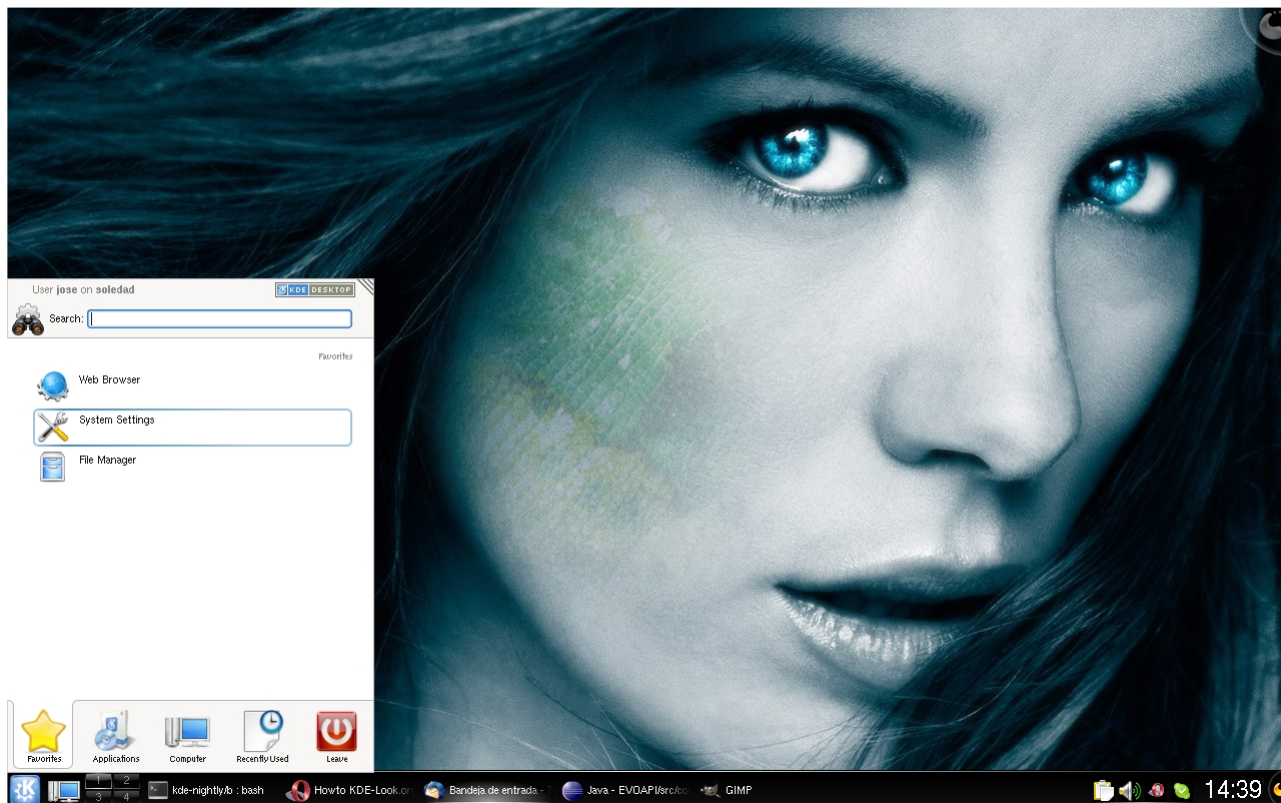 User jose on soledad
KDE DESKTOP
Search:
Favorites
Web Browser
System Settings
File Manager
Favorites
Applications
Computer
Recently Used
Leave
1 2
3 4
kde-nightly/b : bash
Howto KDE-Look.or
Bandeja de entrada -
Java - EVOAPI/src/co
GIMP
14:39